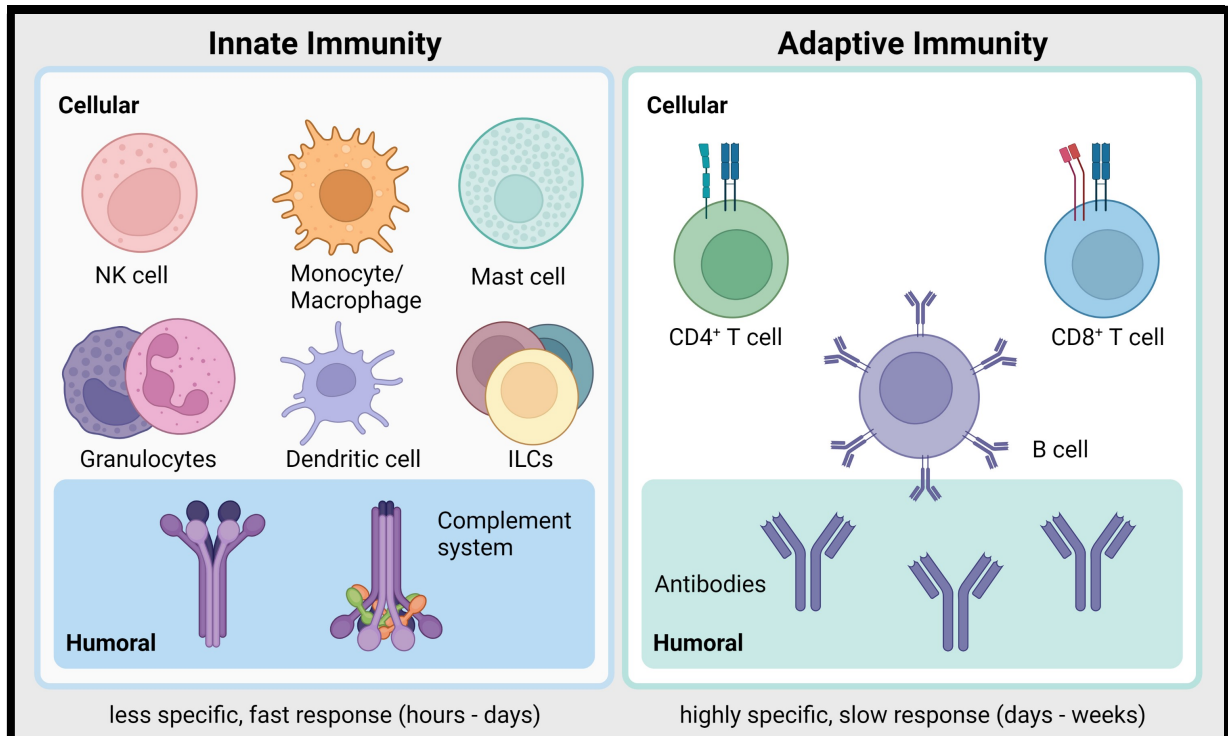 Innate Immunity
Cellular
NK cell
Monocyte/
Macrophage
Mast cell
Granulocytes
Dendritic cell
ILCs
Complement
system
Humoral
less specific, fast response (hours - days)
Adaptive Immunity
Cellular
CD4⁺ T cell
CD8⁺ T cell
B cell
Antibodies
Humoral
highly specific, slow response (days - weeks)